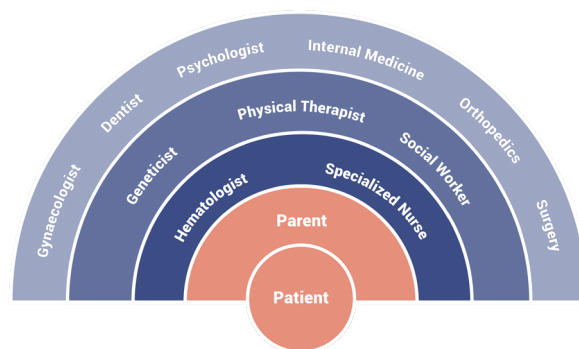 Gynaecologist
Dentist
Psychologist
Internal Medicine
Orthopedics
Surgery
Geneticist
Physical Therapist
Social Worker
Hematologist
Specialized Nurse
Parent
Patient